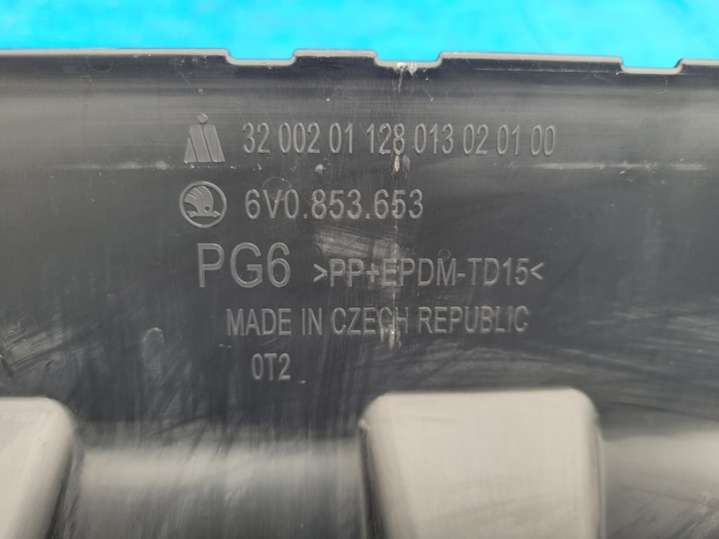 32 002 01 128 013 02 01 00
6V0.853.653
PG6 >PP+EPDM-TD15<
MADE IN CZECH REPUBLIC
0T2